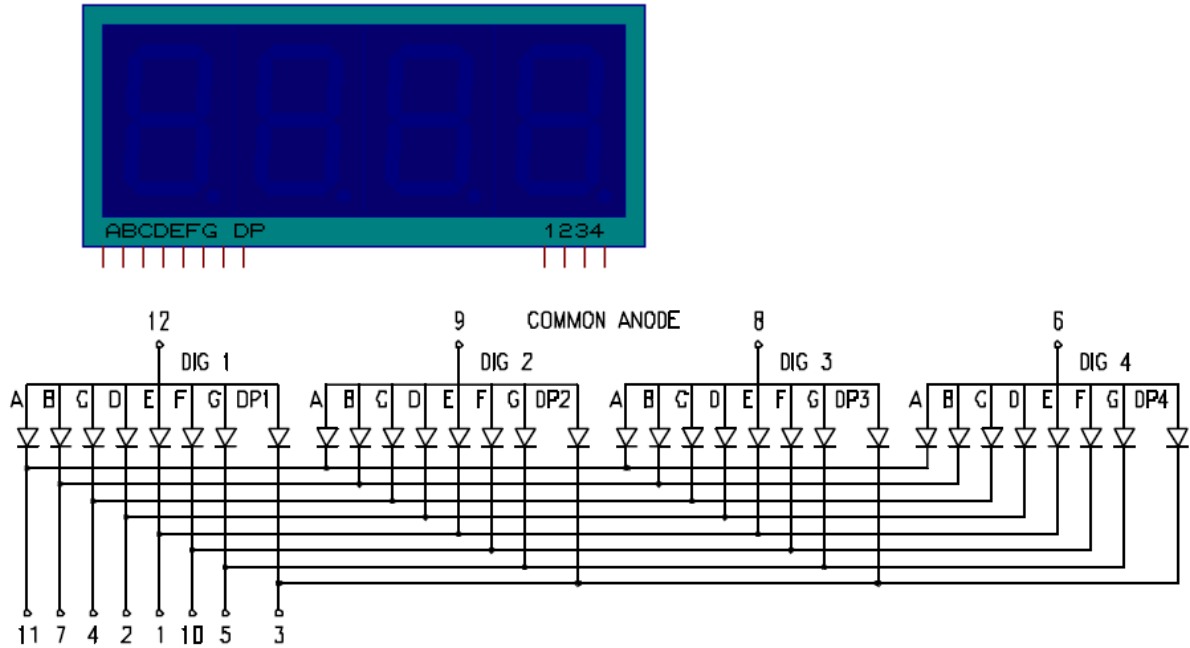 ABCDEFG DP 1234
12 9 COMMON ANODE 8 6
DIG 1 DIG 2 DIG 3 DIG 4
A B C D E F G DP1 A B C D E F G DP2 A B C D E F G DP3 A B C D E F G DP4
11 7 4 2 1 10 5 3